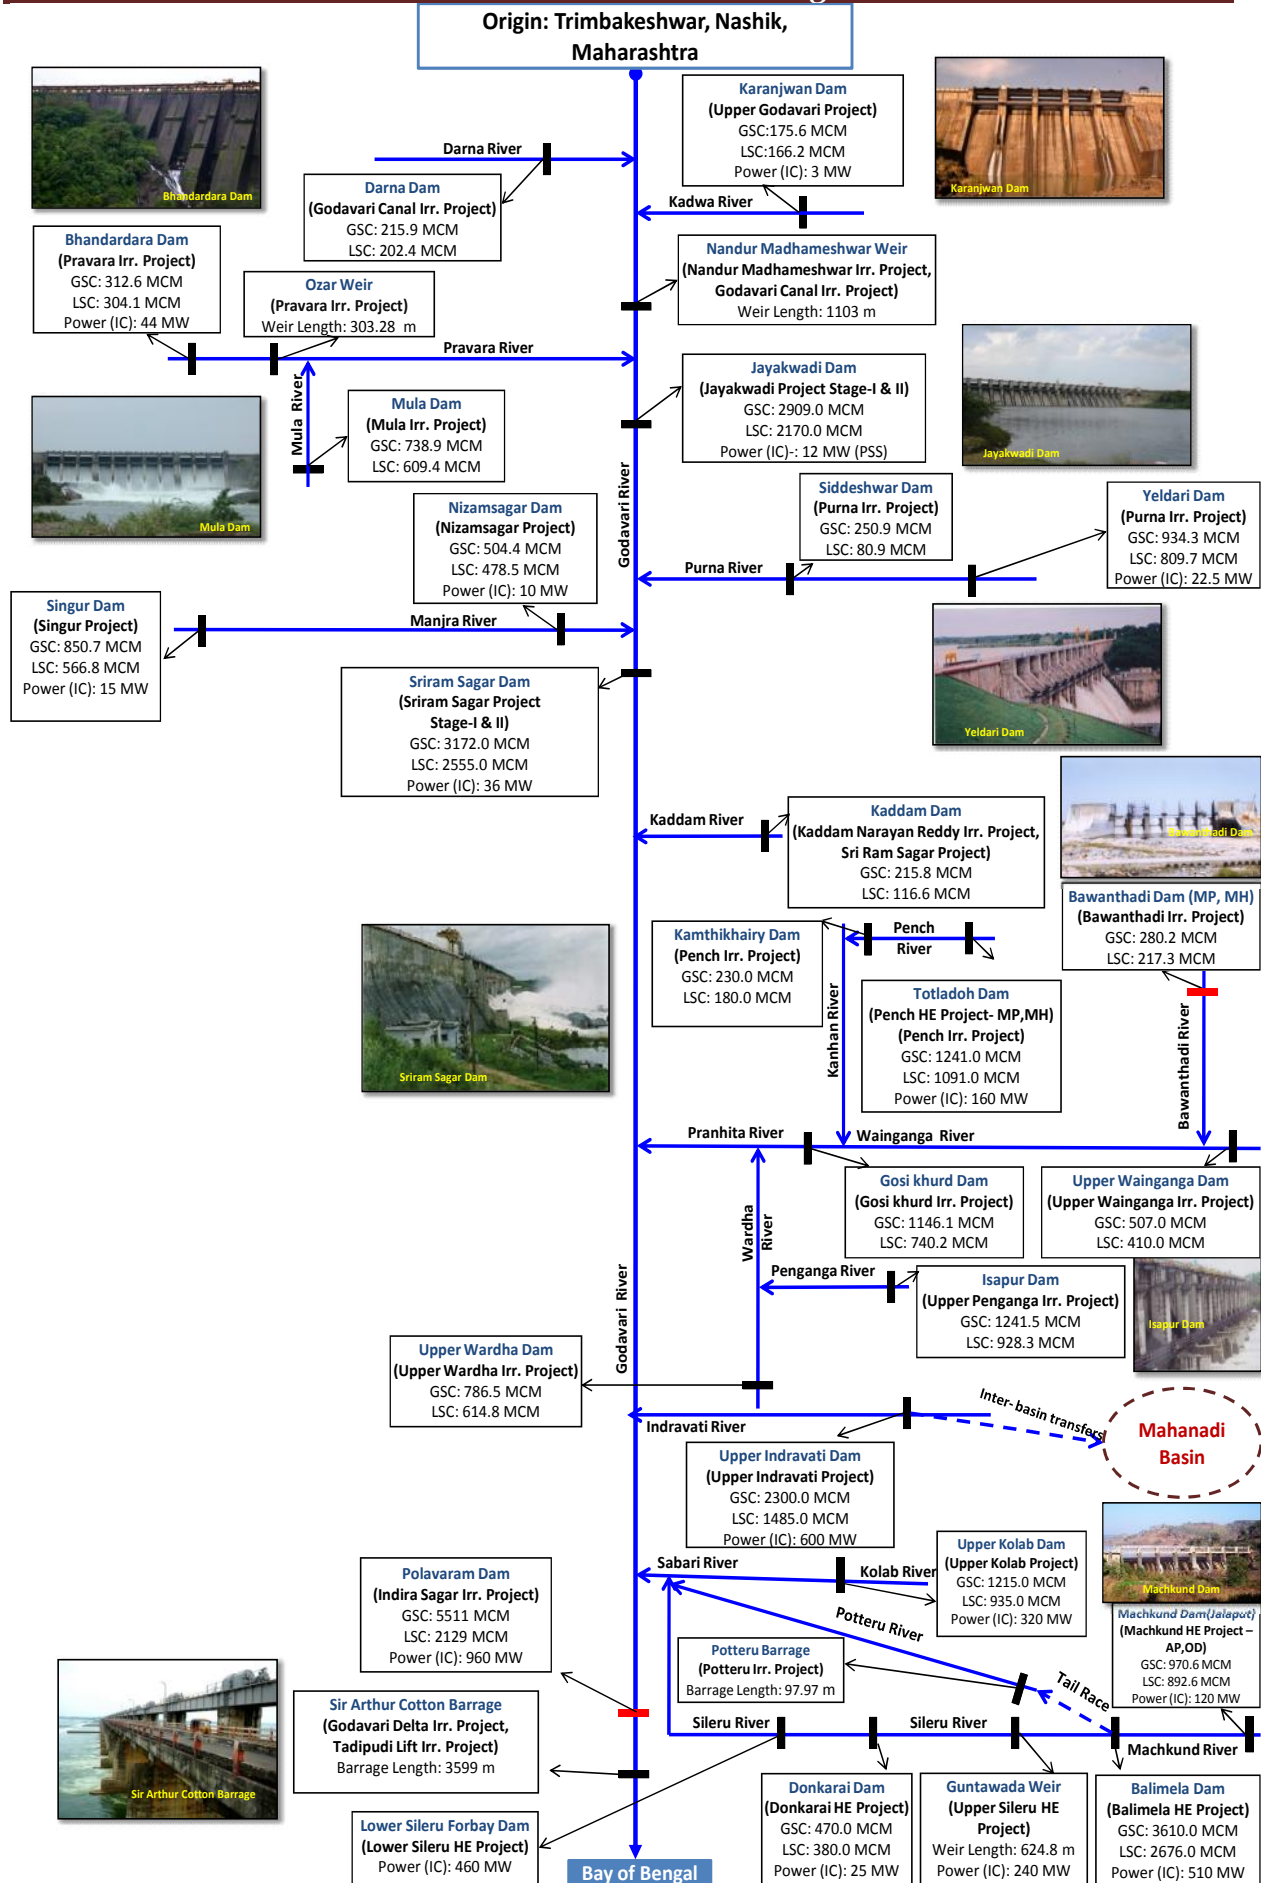 Origin: Trimbakeshwar, Nashik,
Maharashtra
Bhandardara Dam
Karanjwan Dam
(Upper Godavari Project)
GSC:175.6 MCM
LSC:166.2 MCM
Power (IC): 3 MW
Karanjwan Dam
Darna River
Darna Dam
(Godavari Canal Irr. Project)
GSC: 215.9 MCM
LSC: 202.4 MCM
Kadwa River
Bhandardara Dam
(Pravara Irr. Project)
GSC: 312.6 MCM
LSC: 304.1 MCM
Power (IC): 44 MW
Ozar Weir
(Pravara Irr. Project)
Weir Length: 303.28 m
Nandur Madhameshwar Weir
(Nandur Madhameshwar Irr. Project,
Godavari Canal Irr. Project)
Weir Length: 1103 m
Pravara River
Mula River
Mula Dam
(Mula Irr. Project)
GSC: 738.9 MCM
LSC: 609.4 MCM
Mula Dam
Jayakwadi Dam
(Jayakwadi Project Stage-I & II)
GSC: 2909.0 MCM
LSC: 2170.0 MCM
Power (IC)-: 12 MW (PSS)
Jayakwadi Dam
Godavari River
Nizamsagar Dam
(Nizamsagar Project)
GSC: 504.4 MCM
LSC: 478.5 MCM
Power (IC): 10 MW
Siddeshwar Dam
(Purna Irr. Project)
GSC: 250.9 MCM
LSC: 80.9 MCM
Yeldari Dam
(Purna Irr. Project)
GSC: 934.3 MCM
LSC: 809.7 MCM
Power (IC): 22.5 MW
Purna River
Singur Dam
(Singur Project)
GSC: 850.7 MCM
LSC: 566.8 MCM
Power (IC): 15 MW
Manjra River
Yeldari Dam
Sriram Sagar Dam
(Sriram Sagar Project
Stage-I & II)
GSC: 3172.0 MCM
LSC: 2555.0 MCM
Power (IC): 36 MW
Kaddam River
Kaddam Dam
(Kaddam Narayan Reddy Irr. Project,
Sri Ram Sagar Project)
GSC: 215.8 MCM
LSC: 116.6 MCM
Bawanthadi Dam
Bawanthadi Dam (MP, MH)
(Bawanthadi Irr. Project)
GSC: 280.2 MCM
LSC: 217.3 MCM
Sriram Sagar Dam
Kamthikhairy Dam
(Pench Irr. Project)
GSC: 230.0 MCM
LSC: 180.0 MCM
Pench
River
Kanhan River
Totladoh Dam
(Pench HE Project- MP,MH)
(Pench Irr. Project)
GSC: 1241.0 MCM
LSC: 1091.0 MCM
Power (IC): 160 MW
Bawanthadi River
Pranhita River
Wainganga River
Gosi khurd Dam
(Gosi khurd Irr. Project)
GSC: 1146.1 MCM
LSC: 740.2 MCM
Upper Wainganga Dam
(Upper Wainganga Irr. Project)
GSC: 507.0 MCM
LSC: 410.0 MCM
Wardha
River
Penganga River
Isapur Dam
(Upper Penganga Irr. Project)
GSC: 1241.5 MCM
LSC: 928.3 MCM
Isapur Dam
Godavari River
Upper Wardha Dam
(Upper Wardha Irr. Project)
GSC: 786.5 MCM
LSC: 614.8 MCM
Indravati River
Inter- basin transfers
Mahanadi
Basin
Upper Indravati Dam
(Upper Indravati Project)
GSC: 2300.0 MCM
LSC: 1485.0 MCM
Power (IC): 600 MW
Sabari River
Kolab River
Upper Kolab Dam
(Upper Kolab Project)
GSC: 1215.0 MCM
LSC: 935.0 MCM
Power (IC): 320 MW
Machkund Dam
Machkund Dam(Jalaput)
(Machkund HE Project –
AP,OD)
GSC: 970.6 MCM
LSC: 892.6 MCM
Power (IC): 120 MW
Polavaram Dam
(Indira Sagar Irr. Project)
GSC: 5511 MCM
LSC: 2129 MCM
Power (IC): 960 MW
Potteru River
Potteru Barrage
(Potteru Irr. Project)
Barrage Length: 97.97 m
Tail Race
Sir Arthur Cotton Barrage
Sir Arthur Cotton Barrage
(Godavari Delta Irr. Project,
Tadipudi Lift Irr. Project)
Barrage Length: 3599 m
Sileru River
Sileru River
Machkund River
Lower Sileru Forbay Dam
(Lower Sileru HE Project)
Power (IC): 460 MW
Bay of Bengal
Donkarai Dam
(Donkarai HE Project)
GSC: 470.0 MCM
LSC: 380.0 MCM
Power (IC): 25 MW
Guntawada Weir
(Upper Sileru HE
Project)
Weir Length: 624.8 m
Power (IC): 240 MW
Balimela Dam
(Balimela HE Project)
GSC: 3610.0 MCM
LSC: 2676.0 MCM
Power (IC): 510 MW